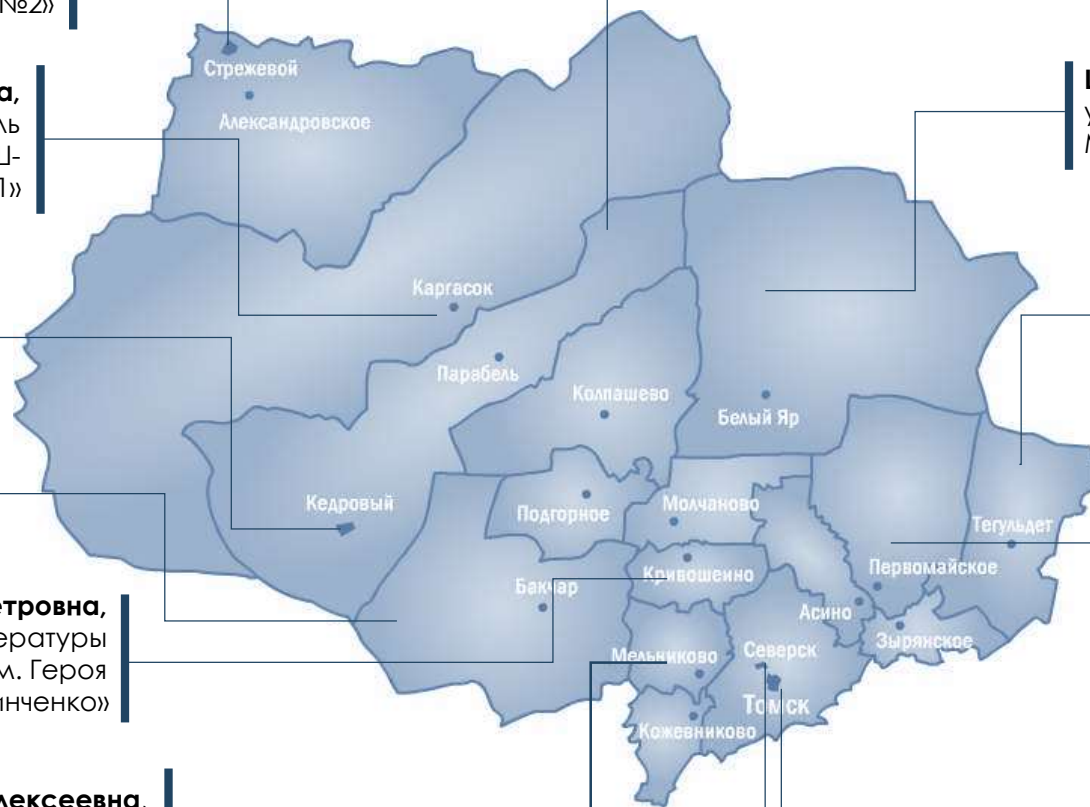 №2»
а,
ль
Ш-
1»
Стрежевой
Александровское
Каргасок
Парабель
Колпашево
Белый Яр
Кедровый
Подгорное
Молчаново
Тегульдет
Первомайское
Кривошеино
Бакчар
Асино
Зырянское
Мельниково
Северск
Томск
Кожевниково
етровна,
ературы
м. Героя
инченко»
лексеевна,